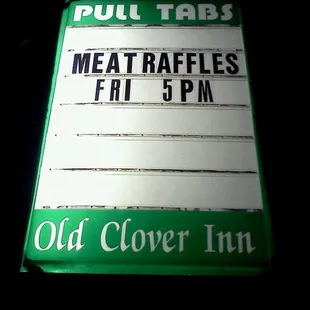 PULL TABS
MEAT RAFFLES
FRI 5PM
Old Clover Inn